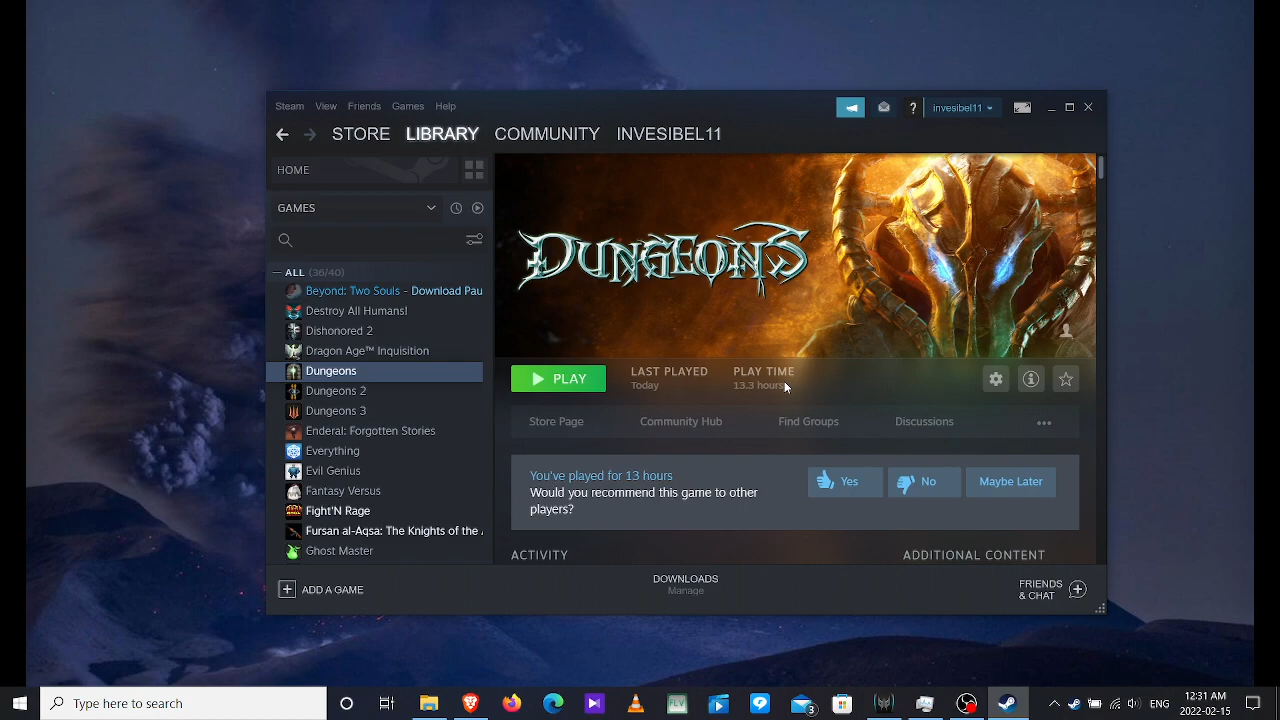 Steam View Friends Games Help
? invesibel11
STORE LIBRARY COMMUNITY INVESIBEL11
HOME
GAMES
ALL (36/40)
Beyond: Two Souls - Download Pau
Destroy All Humans!
Dishonored 2
Dragon Age™ Inquisition
Dungeons
Dungeons 2
Dungeons 3
Enderal: Forgotten Stories
Everything
Evil Genius
Fantasy Versus
Fight'N Rage
Fursan al-Aqsa: The Knights of the
Ghost Master
DUNGEONS
PLAY
LAST PLAYED
Today
PLAY TIME
13.3 hours
Store Page Community Hub Find Groups Discussions
You've played for 13 hours
Would you recommend this game to other
players?
Yes No Maybe Later
ACTIVITY
ADDITIONAL CONTENT
ADD A GAME
DOWNLOADS
Manage
FRIENDS
& CHAT
Type here to search
FLV
3
ENG
12:31 AM
2022-02-15